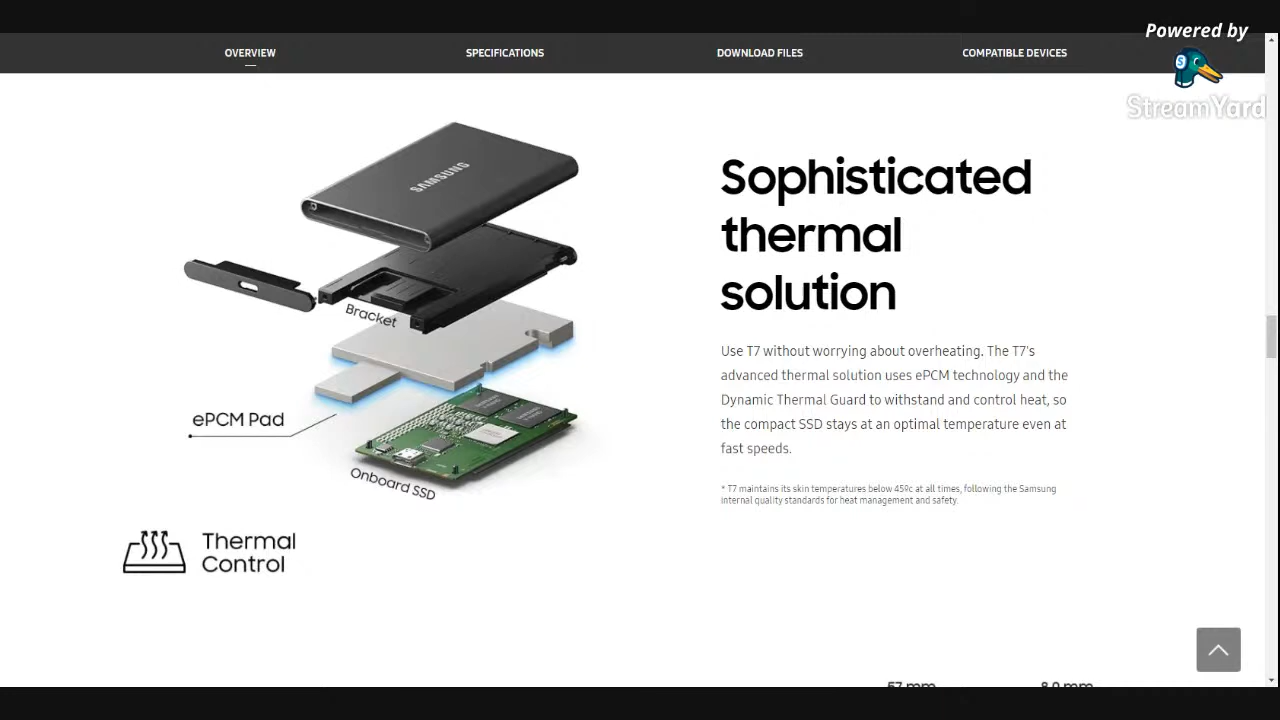 Powered by
StreamYard
OVERVIEW
SPECIFICATIONS
DOWNLOAD FILES
COMPATIBLE DEVICES
SAMSUNG
Bracket
ePCM Pad
Onboard SSD
Thermal
Control
Sophisticated
thermal
solution
Use T7 without worrying about overheating. The T7's
advanced thermal solution uses ePCM technology and the
Dynamic Thermal Guard to withstand and control heat, so
the compact SSD stays at an optimal temperature even at
fast speeds.
* T7 maintains its skin temperatures below 459c at all times, following the Samsung
internal quality standards for heat management and safety.